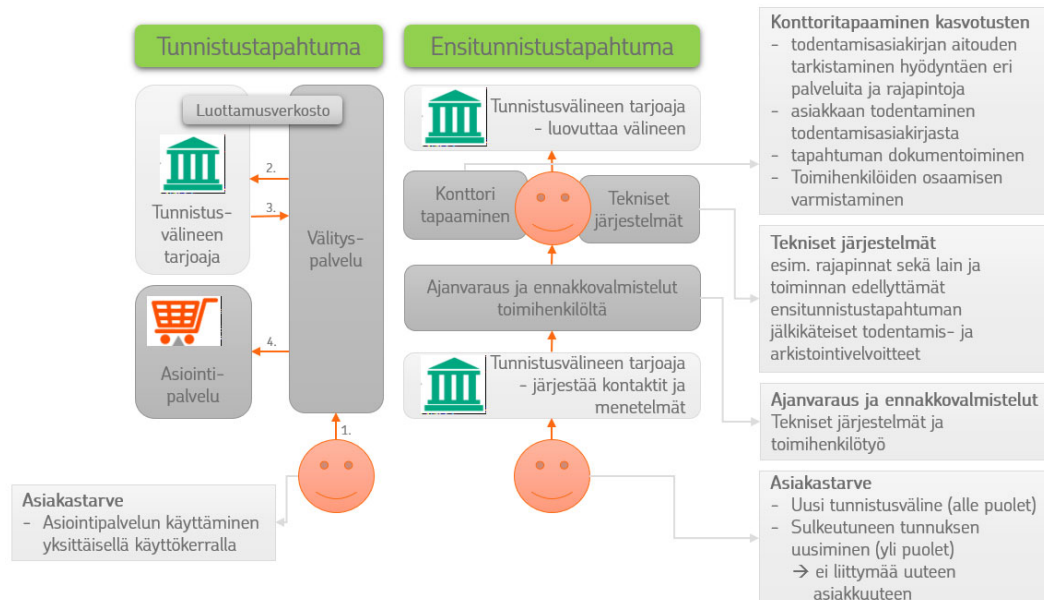 Tunnistustapahtuma
Luottamusverkosto
Tunnistus-
välineen
tarjoaja
2.
3.
Välitys-
palvelu
4.
Asiointi-
palvelu
1.
Asiakastarve
- Asiointipalvelun käyttäminen
yksittäisellä käyttökerralla
Ensitunnistustapahtuma
Tunnistusvälineen tarjoaja
- luovuttaa välineen
Konttori
tapaaminen
Tekniset
järjestelmät
Ajanvaraus ja ennakkovalmistelut
toimihenkilöltä
Tunnistusvälineen tarjoaja
- järjestää kontaktit ja
menetelmät
Konttoritapaaminen kasvotusten
- todentamisasiakirjan aitouden
tarkistaminen hyödyntäen eri
palveluita ja rajapintoja
- asiakkaan todentaminen
todentamisasiakirjasta
- tapahtuman dokumentoiminen
- Toimihenkilöiden osaamisen
varmistaminen
Tekniset järjestelmät
esim. rajapinnat sekä lain ja
toiminnan edellyttämät
ensitunnistustapahtuman
jälkikäteiset todentamis- ja
arkistointivelvoitteet
Ajanvaraus ja ennakkovalmistelut
Tekniset järjestelmät ja
toimihenkilötyö
Asiakastarve
- Uusi tunnistusväline (alle puolet)
- Sulkeutuneen tunnuksen
uusiminen (yli puolet)
→ ei liittymää uuteen
asiakkuuteen